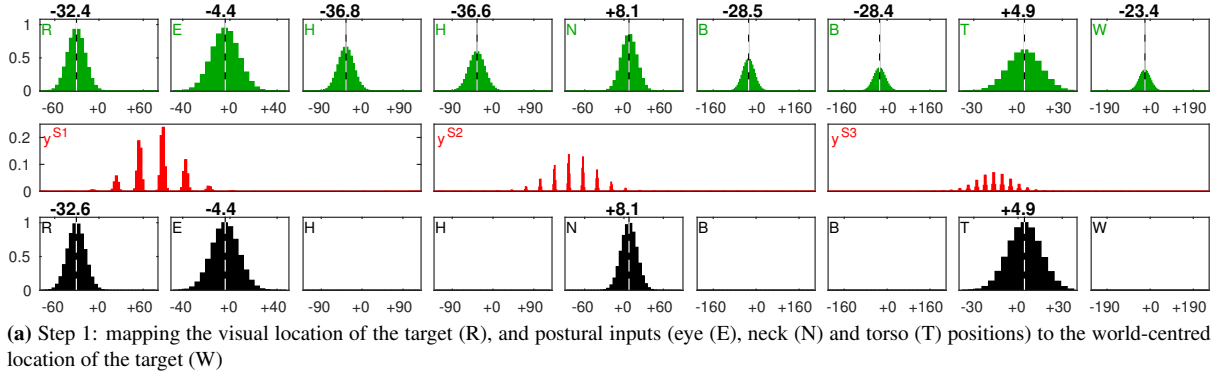 -32.4 -4.4 -36.8 -36.6 +8.1 -28.5 -28.4 +4.9 -23.4
1 R E H H N B B T W
0.5
0
-60 +0 +60 -40 +0 +40 -90 +0 +90 -90 +0 +90 -60 +0 +60 -160 +0 +160 -160 +0 +160 -30 +0 +30 -190 +0 +190
0.2 y^S1 y^S2 y^S3
0.1
0
-32.6 -4.4 +8.1 +4.9
1 R E H H N B B T W
0.5
0
-60 +0 +60 -40 +0 +40 -90 +0 +90 -90 +0 +90 -60 +0 +60 -160 +0 +160 -160 +0 +160 -30 +0 +30 -190 +0 +190
(a) Step 1: mapping the visual location of the target (R), and postural inputs (eye (E), neck (N) and torso (T) positions) to the world-centred
location of the target (W)